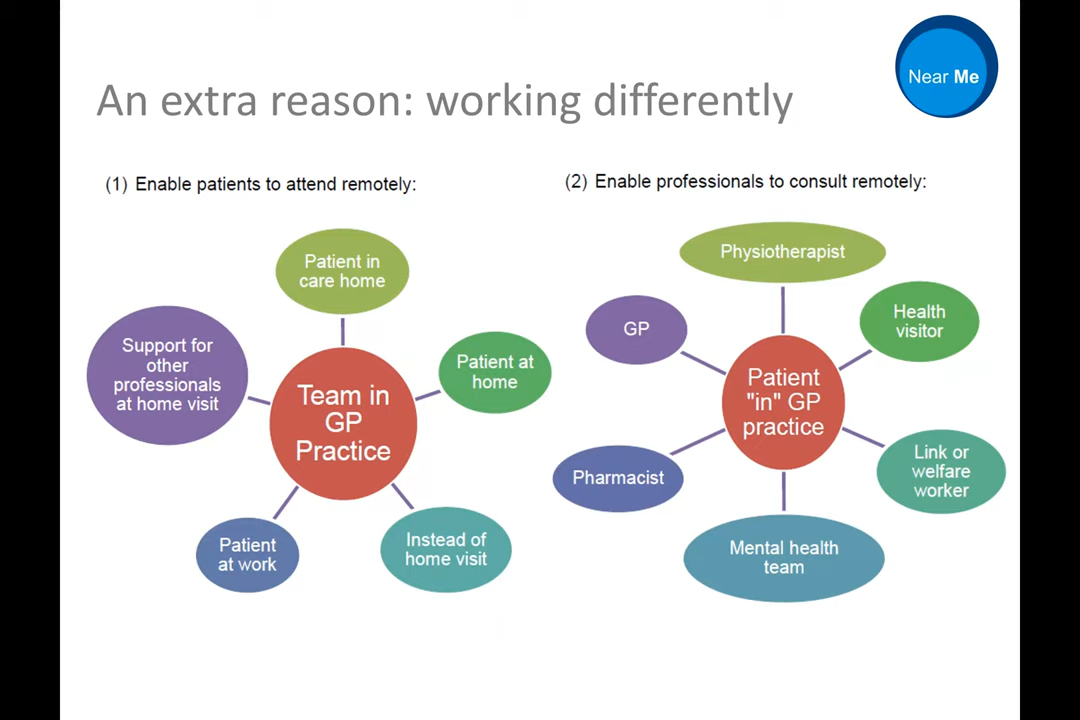 Near Me
An extra reason: working differently
(1) Enable patients to attend remotely:
Patient in
care home
Support for
other
professionals
at home visit
Patient at
home
Team in
GP
Practice
Patient
at work
Instead of
home visit
(2) Enable professionals to consult remotely:
Physiotherapist
GP
Health
visitor
Patient
"in" GP
practice
Pharmacist
Link or
welfare
worker
Mental health
team